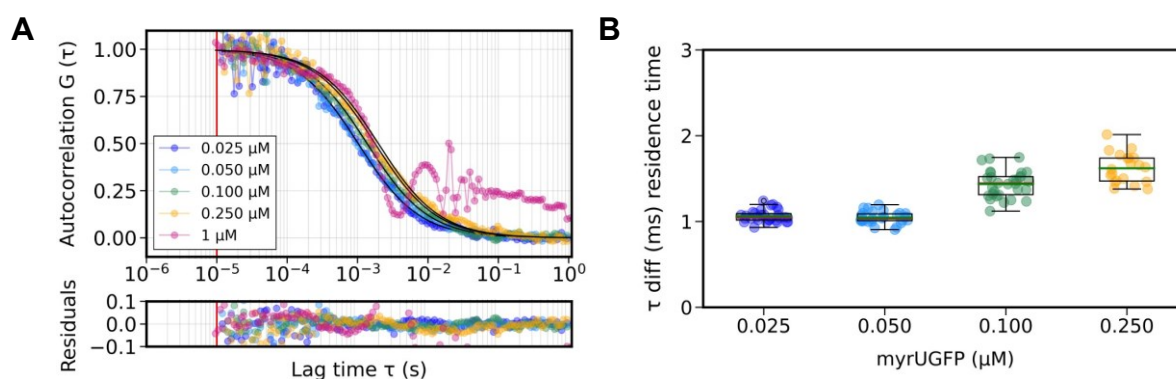 A
Autocorrelation G (τ)
1.00
0.75
0.50
0.25
0.00
0.025 μM
0.050 μM
0.100 μM
0.250 μM
1 μM
10⁻⁶ 10⁻⁵ 10⁻⁴ 10⁻³ 10⁻² 10⁻¹ 10⁰
Residuals
0.1
0.0
−0.1
Lag time τ (s)
B
τ diff (ms) residence time
3
2
1
0
0.025 0.050 0.100 0.250
myrUGFP (μM)